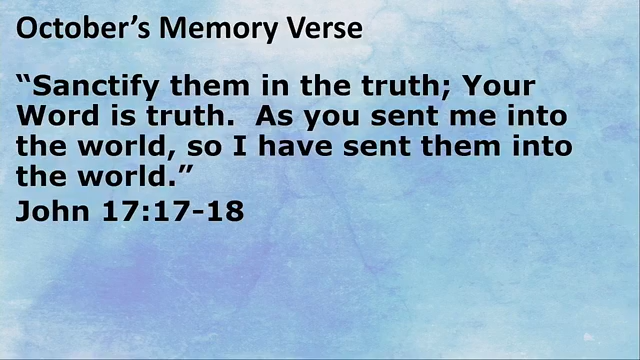 October’s Memory Verse
“Sanctify them in the truth; Your
Word is truth.  As you sent me into
the world, so I have sent them into
the world.”
John 17:17-18